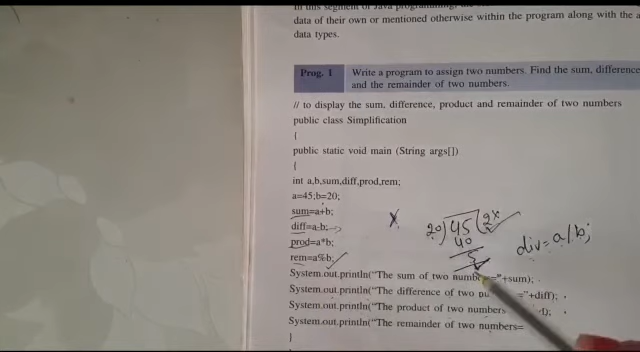 data of their own or mentioned otherwise within the program along with the a
data types.
Prog. 1 Write a program to assign two numbers. Find the sum, difference
and the remainder of two numbers.
// to display the sum, difference, product and remainder of two numbers
public class Simplification
{
public static void main (String args[])
{
int a,b,sum,diff,prod,rem;
a=45;b=20;
sum=a+b;
diff=a-b;
prod=a*b;
rem=a%b;
20) 45 (2x
40
5
div=a/b;
System.out.println("The sum of two numbers="+sum);
System.out.println("The difference of two nu ="+diff);
System.out.println("The product of two numbers d);
System.out.println("The remainder of two numbers=
}